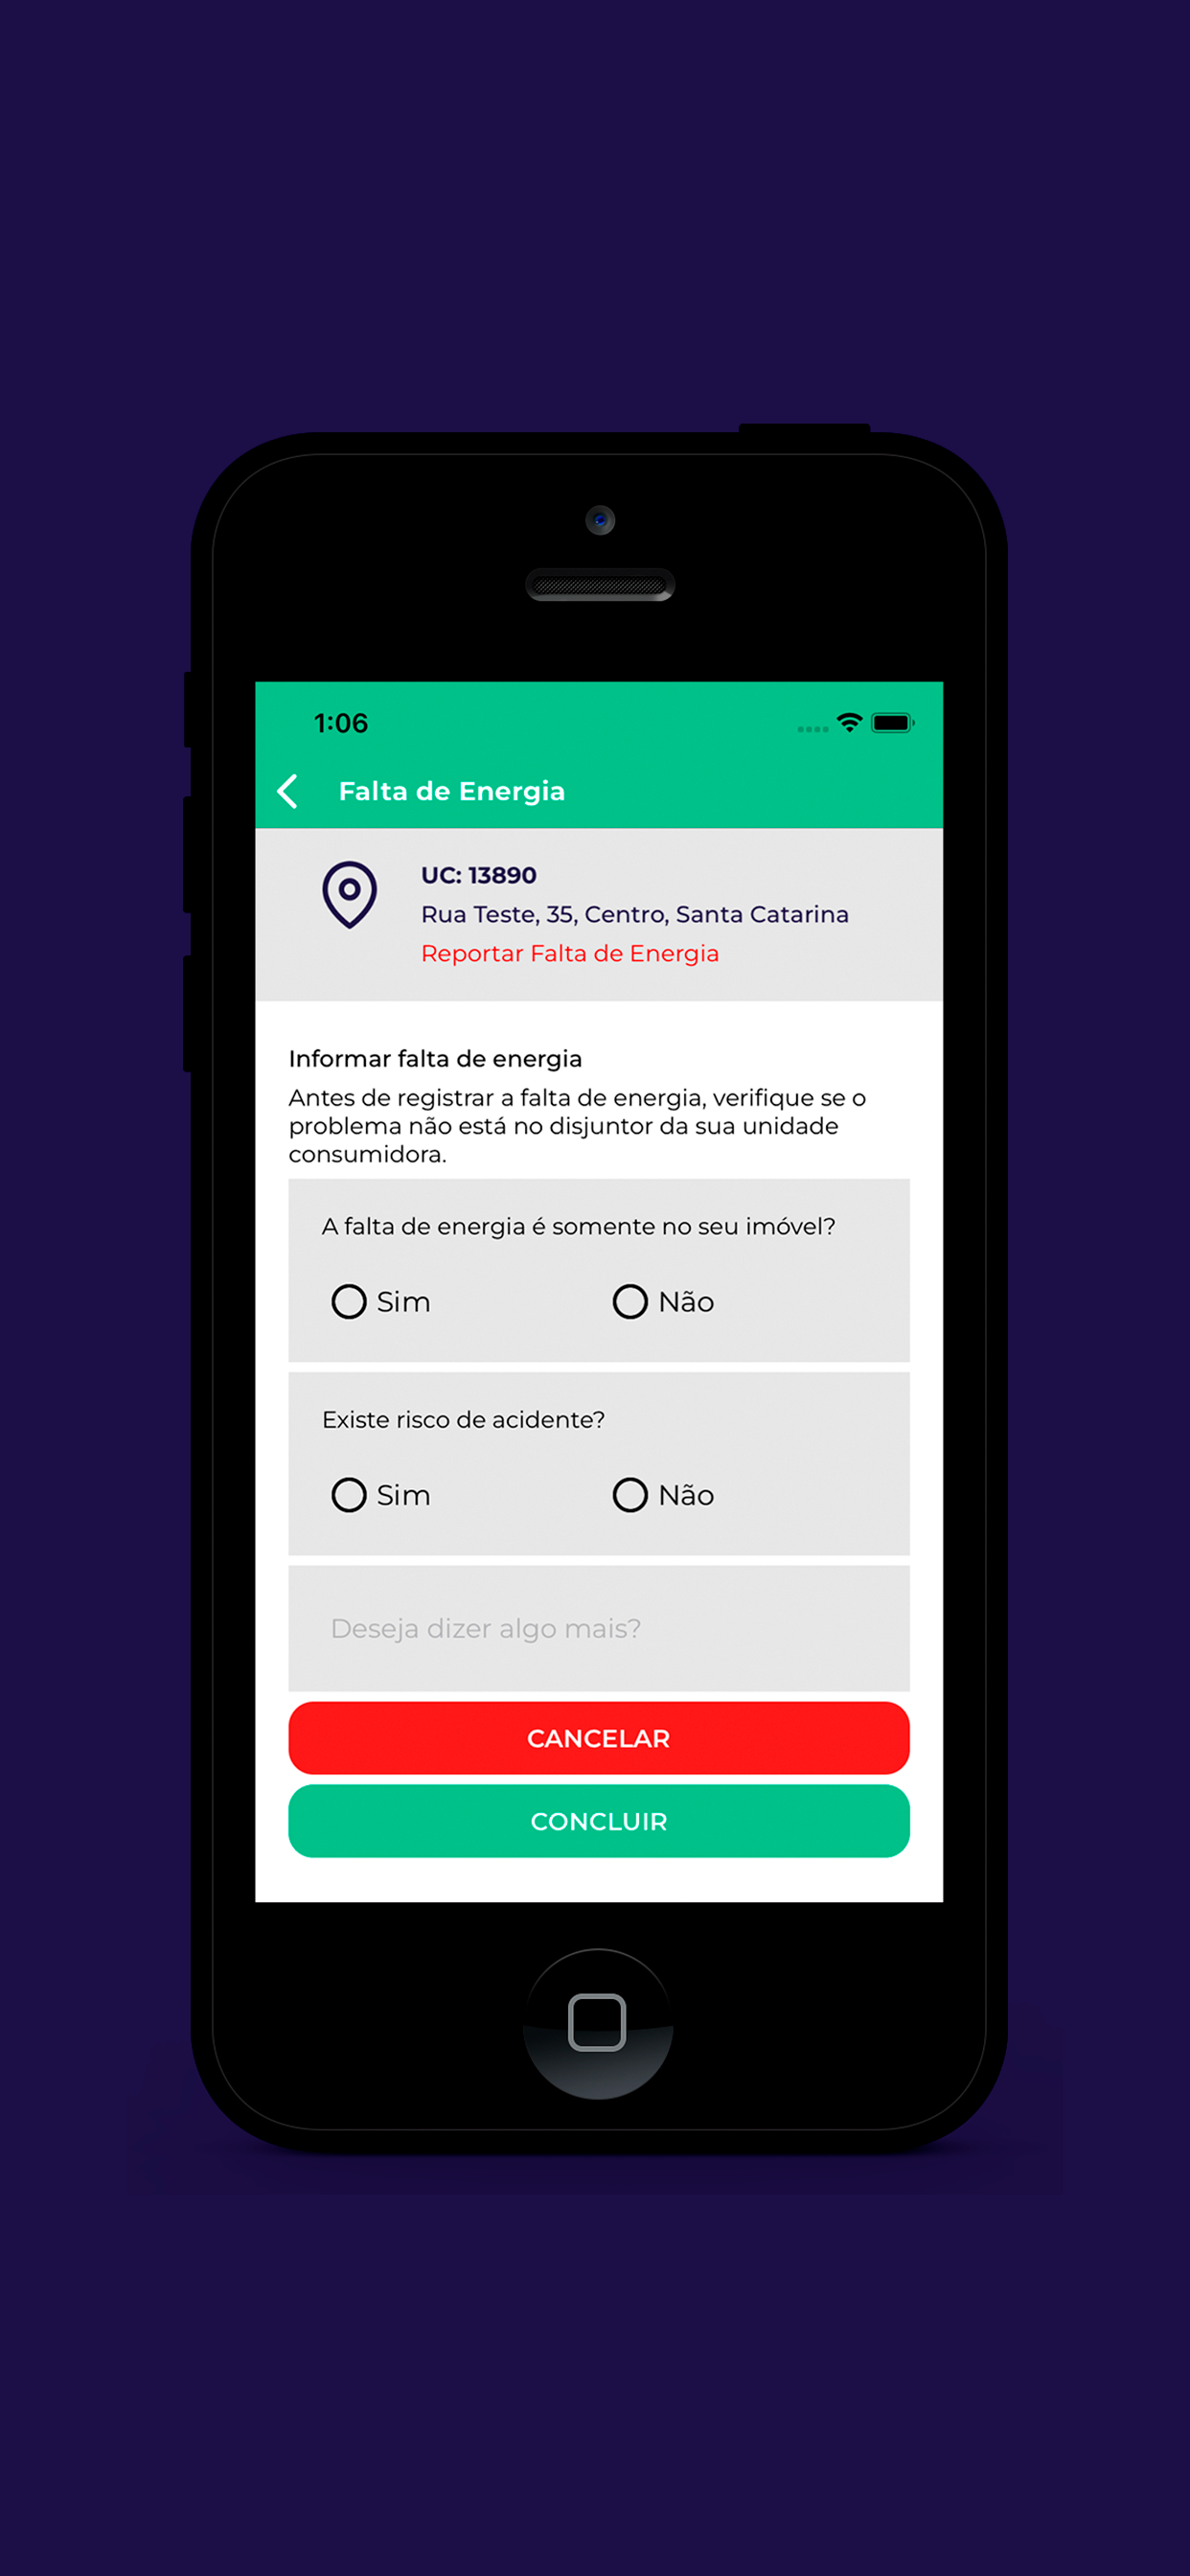 1:06
Falta de Energia
UC: 13890
Rua Teste, 35, Centro, Santa Catarina
Reportar Falta de Energia
Informar falta de energia
Antes de registrar a falta de energia, verifique se o
problema não está no disjuntor da sua unidade
consumidora.
A falta de energia é somente no seu imóvel?
Sim Não
Existe risco de acidente?
Sim Não
Deseja dizer algo mais?
CANCELAR
CONCLUIR